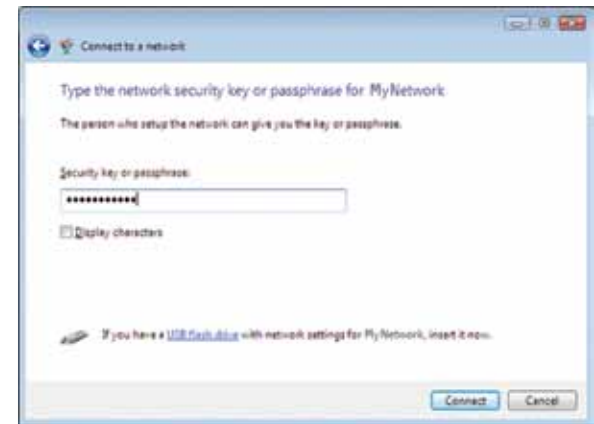 Connect to a network
Type the network security key or passphrase for MyNetwork
The person who setup the network can give you the key or passphrase.
Security key or passphrase:
•••••••••••
Display characters
If you have a USB flash drive with network settings for MyNetwork, insert it now.
Connect Cancel